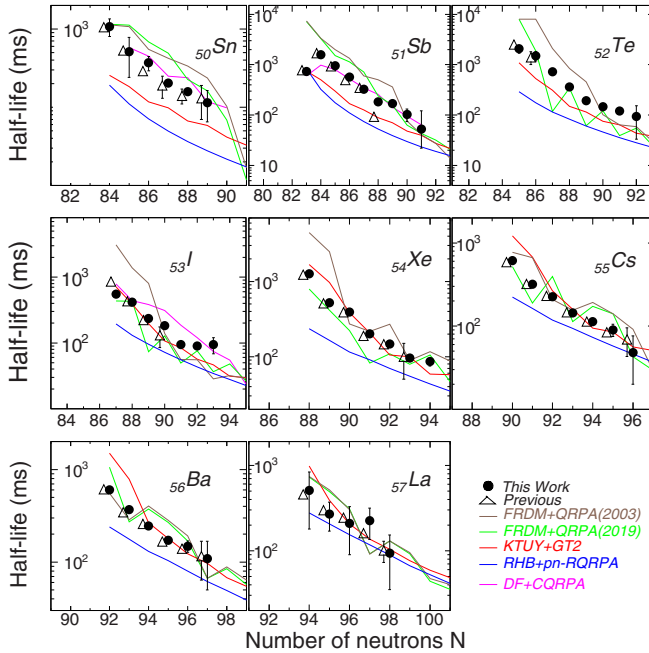 Half-life (ms)
10³
10²
50Sn
82 84 86 88 90
10³
10²
10
51Sb
82 84 86 88 90 92
10⁴
10³
10²
10
52Te
84 86 88 90 92
Half-life (ms)
10³
10²
53I
84 86 88 90 92 94
10³
10²
54Xe
86 88 90 92 94
10³
10²
55Cs
88 90 92 94 96
Half-life (ms)
10³
10²
56Ba
90 92 94 96 98
10³
10²
57La
92 94 96 98 100
This Work
Previous
FRDM+QRPA(2003)
FRDM+QRPA(2019)
KTUY+GT2
RHB+pn-RQRPA
DF+CQRPA
Number of neutrons N